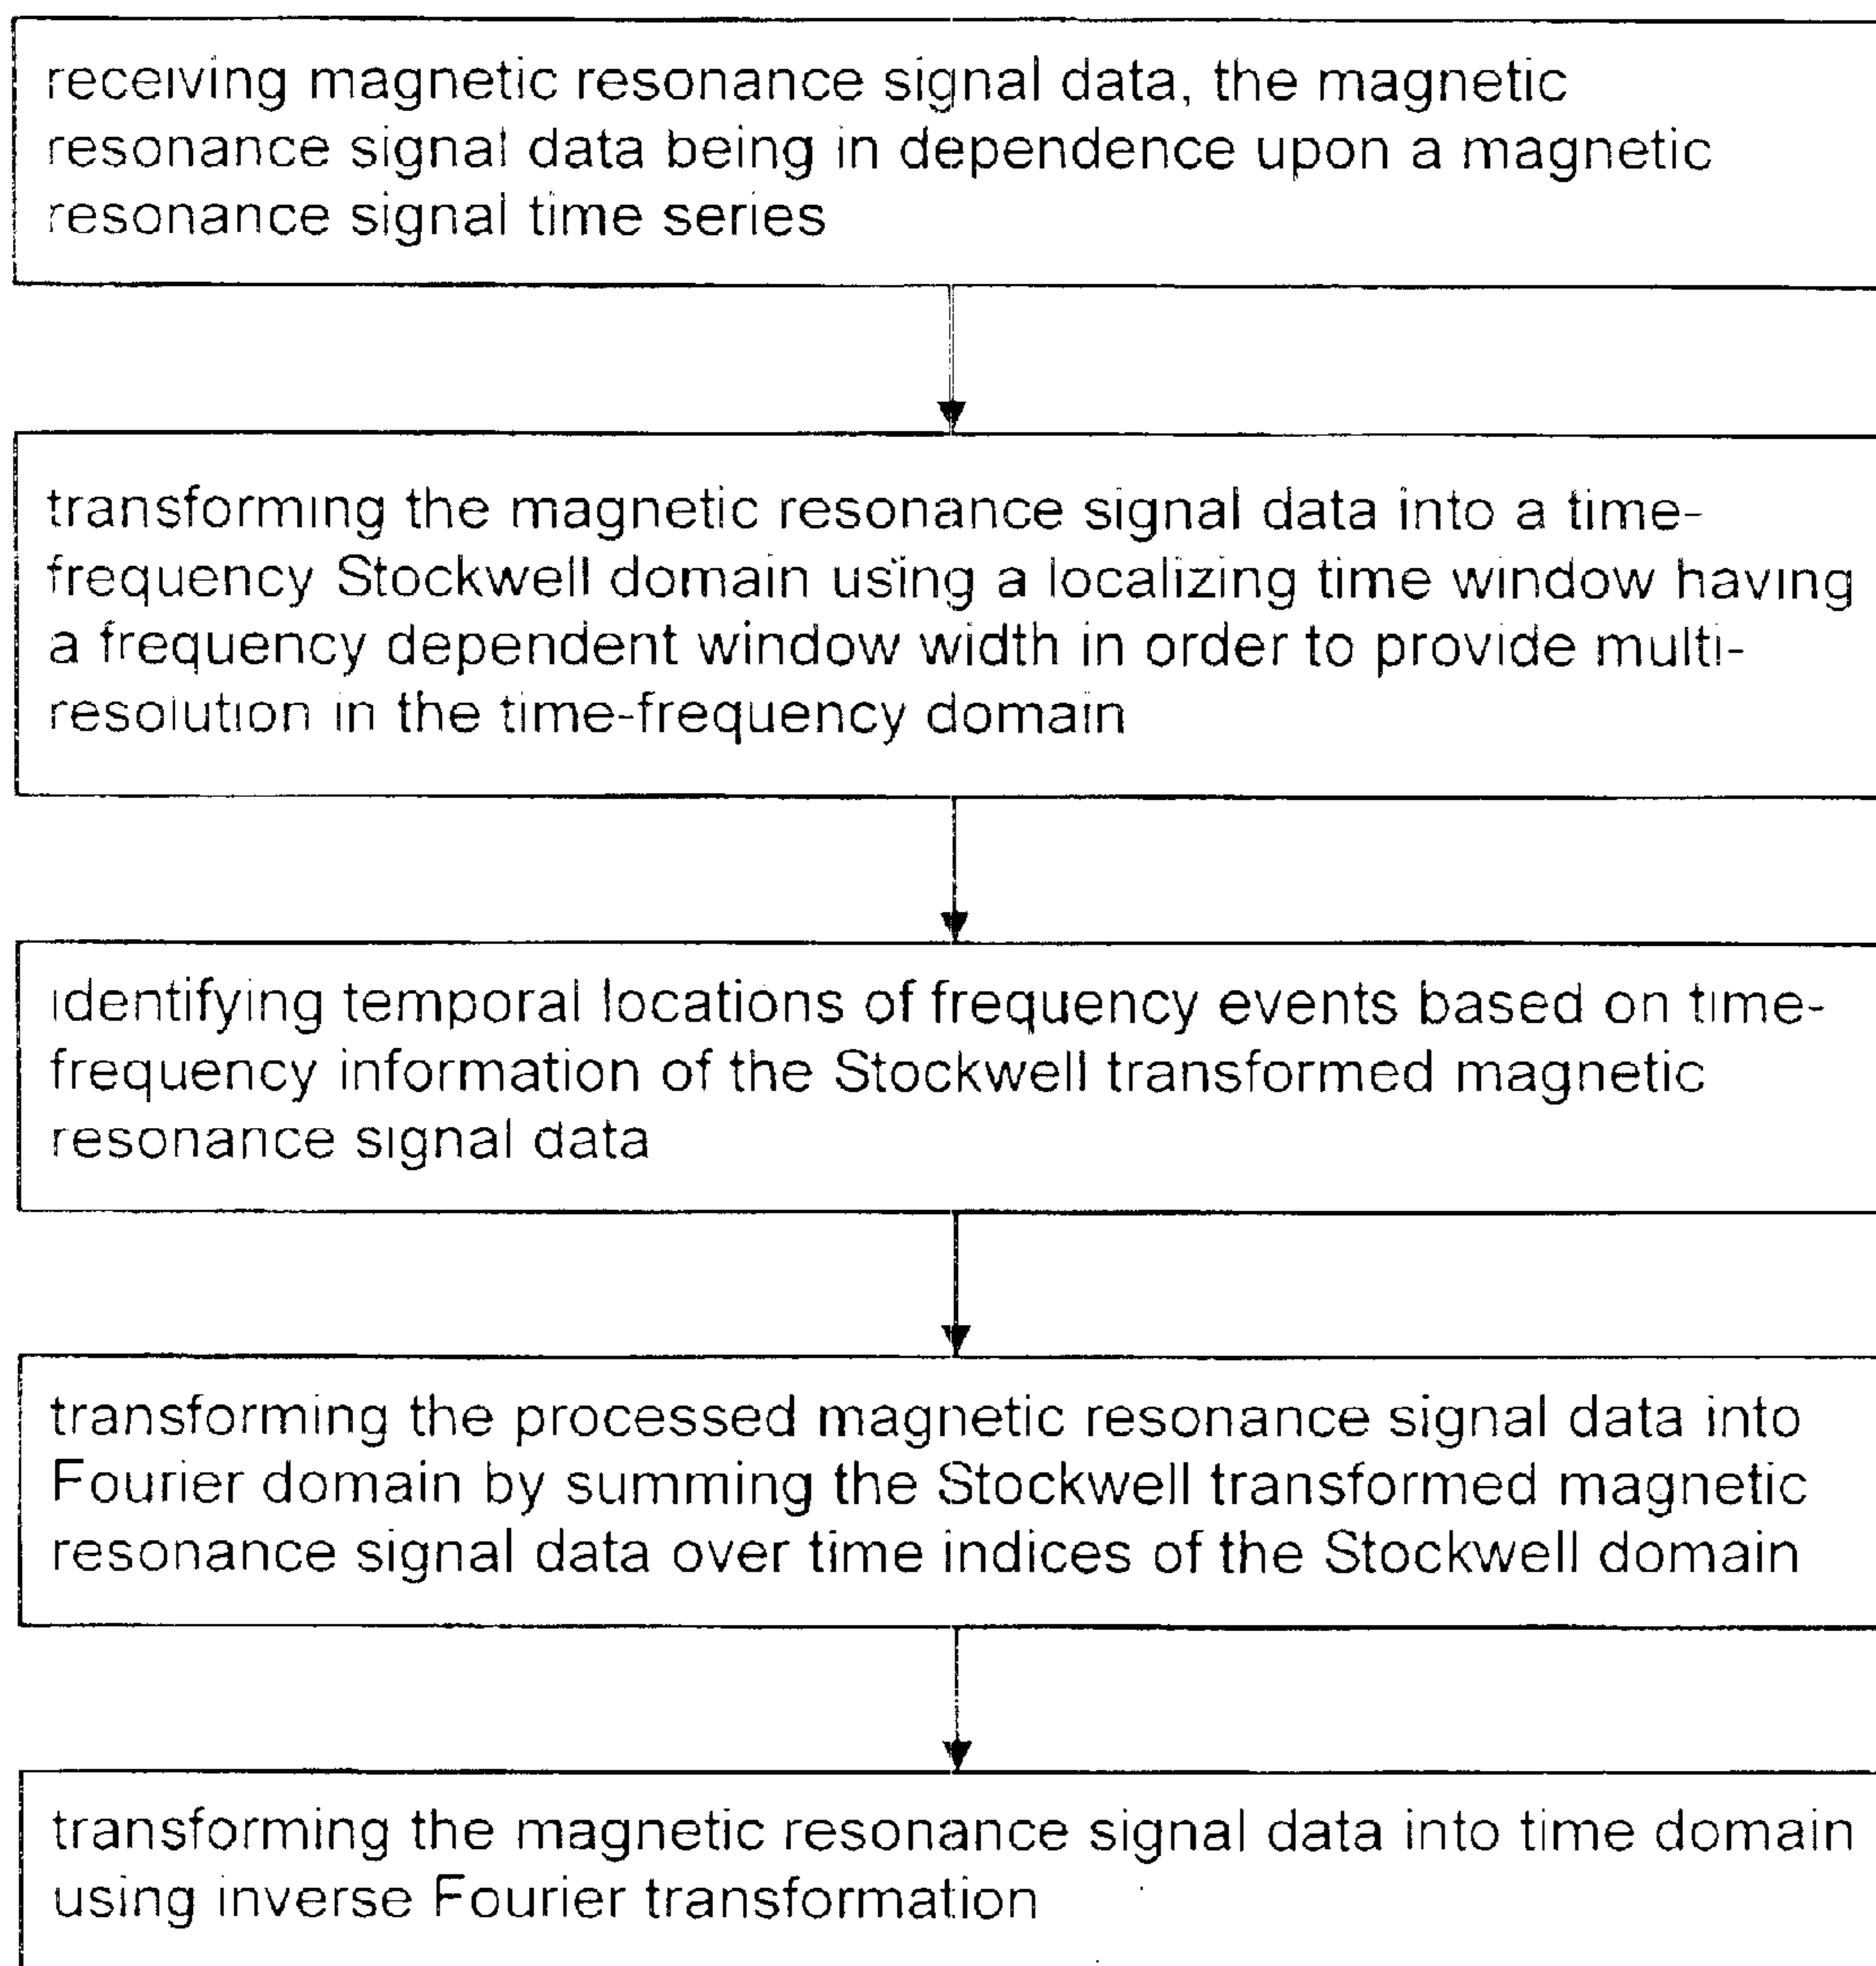 receiving magnetic resonance signal data, the magnetic
resonance signal data being in dependence upon a magnetic
resonance signal time series
transforming the magnetic resonance signal data into a time-
frequency Stockwell domain using a localizing time window having
a frequency dependent window width in order to provide multi-
resolution in the time-frequency domain
identifying temporal locations of frequency events based on time-
frequency information of the Stockwell transformed magnetic
resonance signal data
transforming the processed magnetic resonance signal data into
Fourier domain by summing the Stockwell transformed magnetic
resonance signal data over time indices of the Stockwell domain
transforming the magnetic resonance signal data into time domain
using inverse Fourier transformation